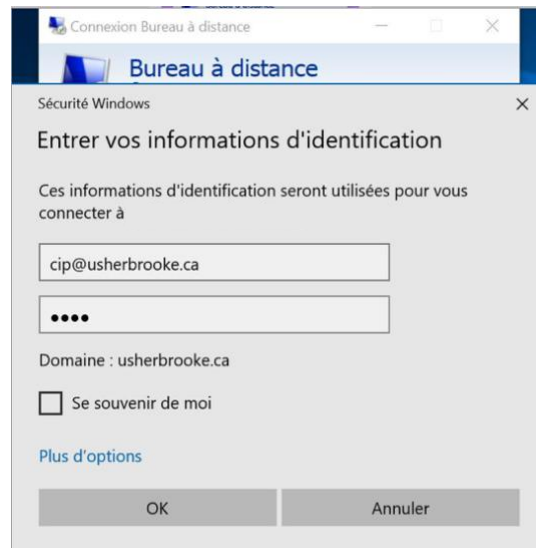 Connexion Bureau à distance
Bureau à distance
Sécurité Windows
Entrer vos informations d'identification
Ces informations d'identification seront utilisées pour vous
connecter à
cip@usherbrooke.ca
••••
Domaine : usherbrooke.ca
Se souvenir de moi
Plus d'options
OK
Annuler